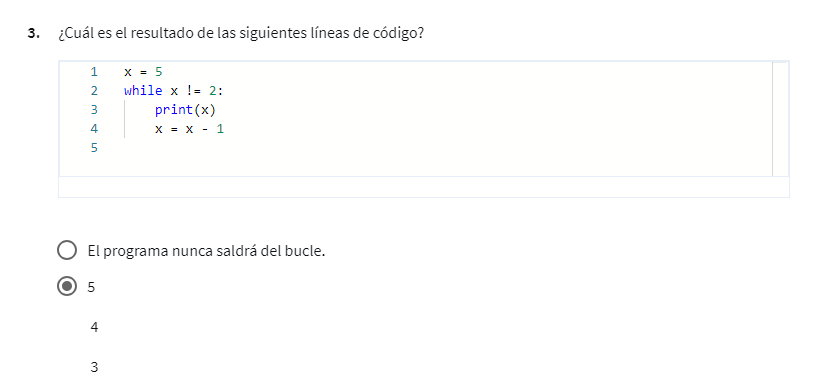 3. ¿Cuál es el resultado de las siguientes líneas de código?
1 x = 5
2 while x != 2:
3 print(x)
4 x = x - 1
5
El programa nunca saldrá del bucle.
5
4
3